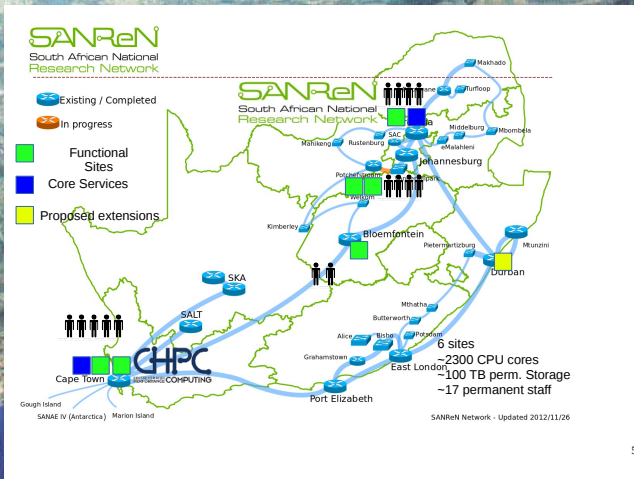 SANReN
South African National
Research Network
Existing / Completed
In progress
Functional
Sites
Core Services
Proposed extensions
SANReN
South African National
Research Network
Makhado
Turfloop
Middelburg
Mbombela
eMalahleni
SAC
Rustenburg
Mahikeng
Johannesburg
Welkom
Kimberley
Bloemfontein
Pietermartizburg
Mtunzini
Durban
SKA
SALT
Mthatha
Butterworth
Potsdam
Alice
Bisho
Grahamstown
East London
Port Elizabeth
6 sites
~2300 CPU cores
~100 TB perm. Storage
~17 permanent staff
CHPC
COMPUTING
Cape Town
Gough Island
SANAE IV (Antarctica)
Marion Island
SANReN Network - Updated 2012/11/26
5